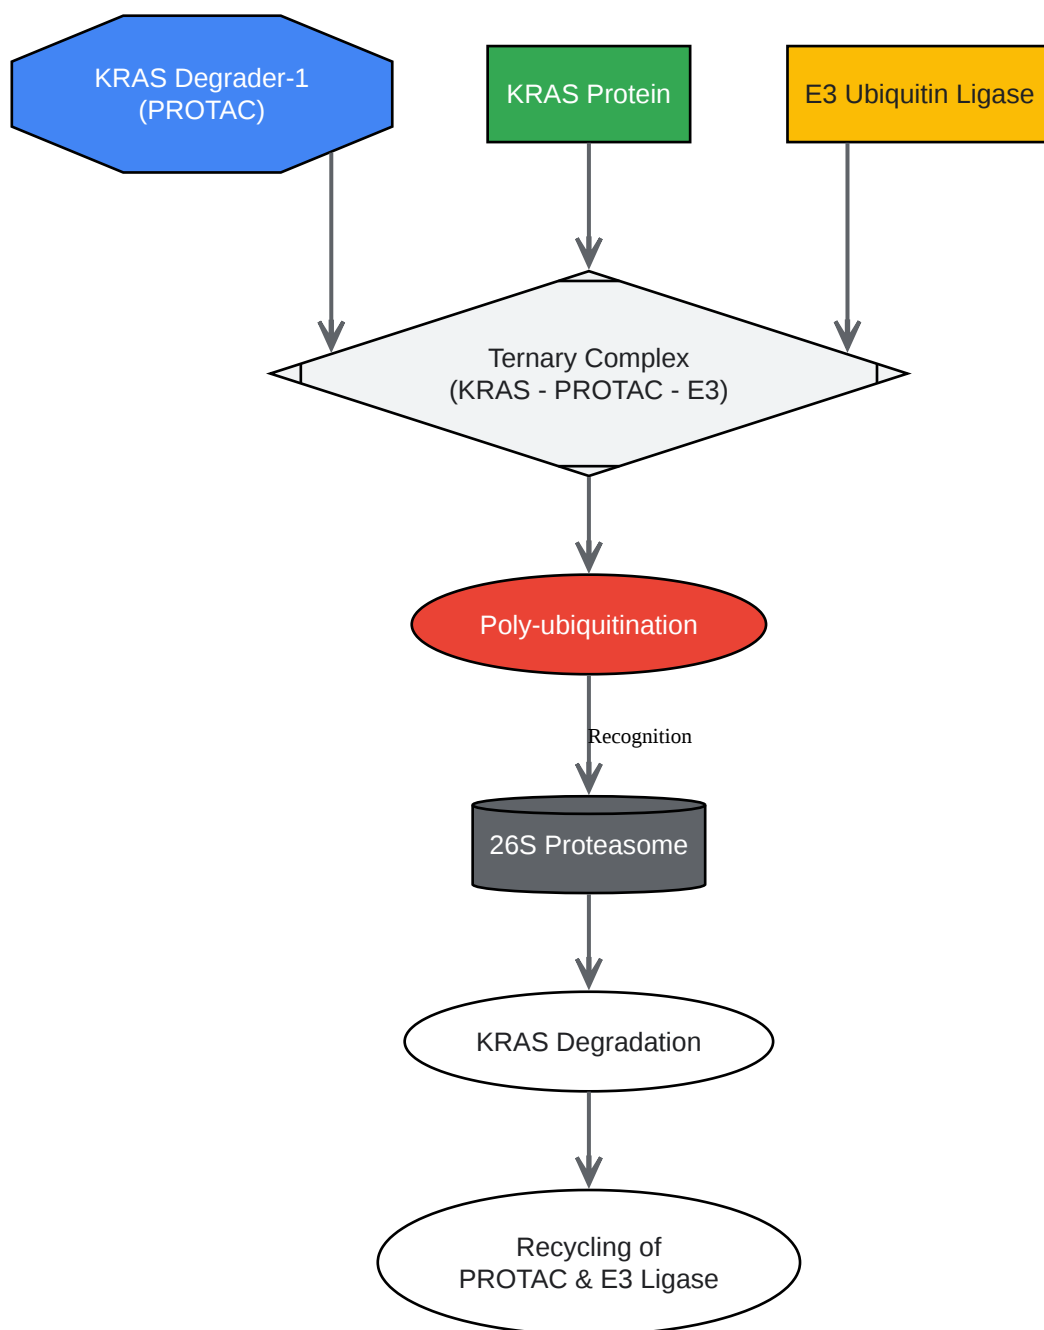 KRAS Degrader-1
(PROTAC)
KRAS Protein
E3 Ubiquitin Ligase
Ternary Complex
(KRAS - PROTAC - E3)
Poly-ubiquitination
Recognition
26S Proteasome
KRAS Degradation
Recycling of
PROTAC & E3 Ligase